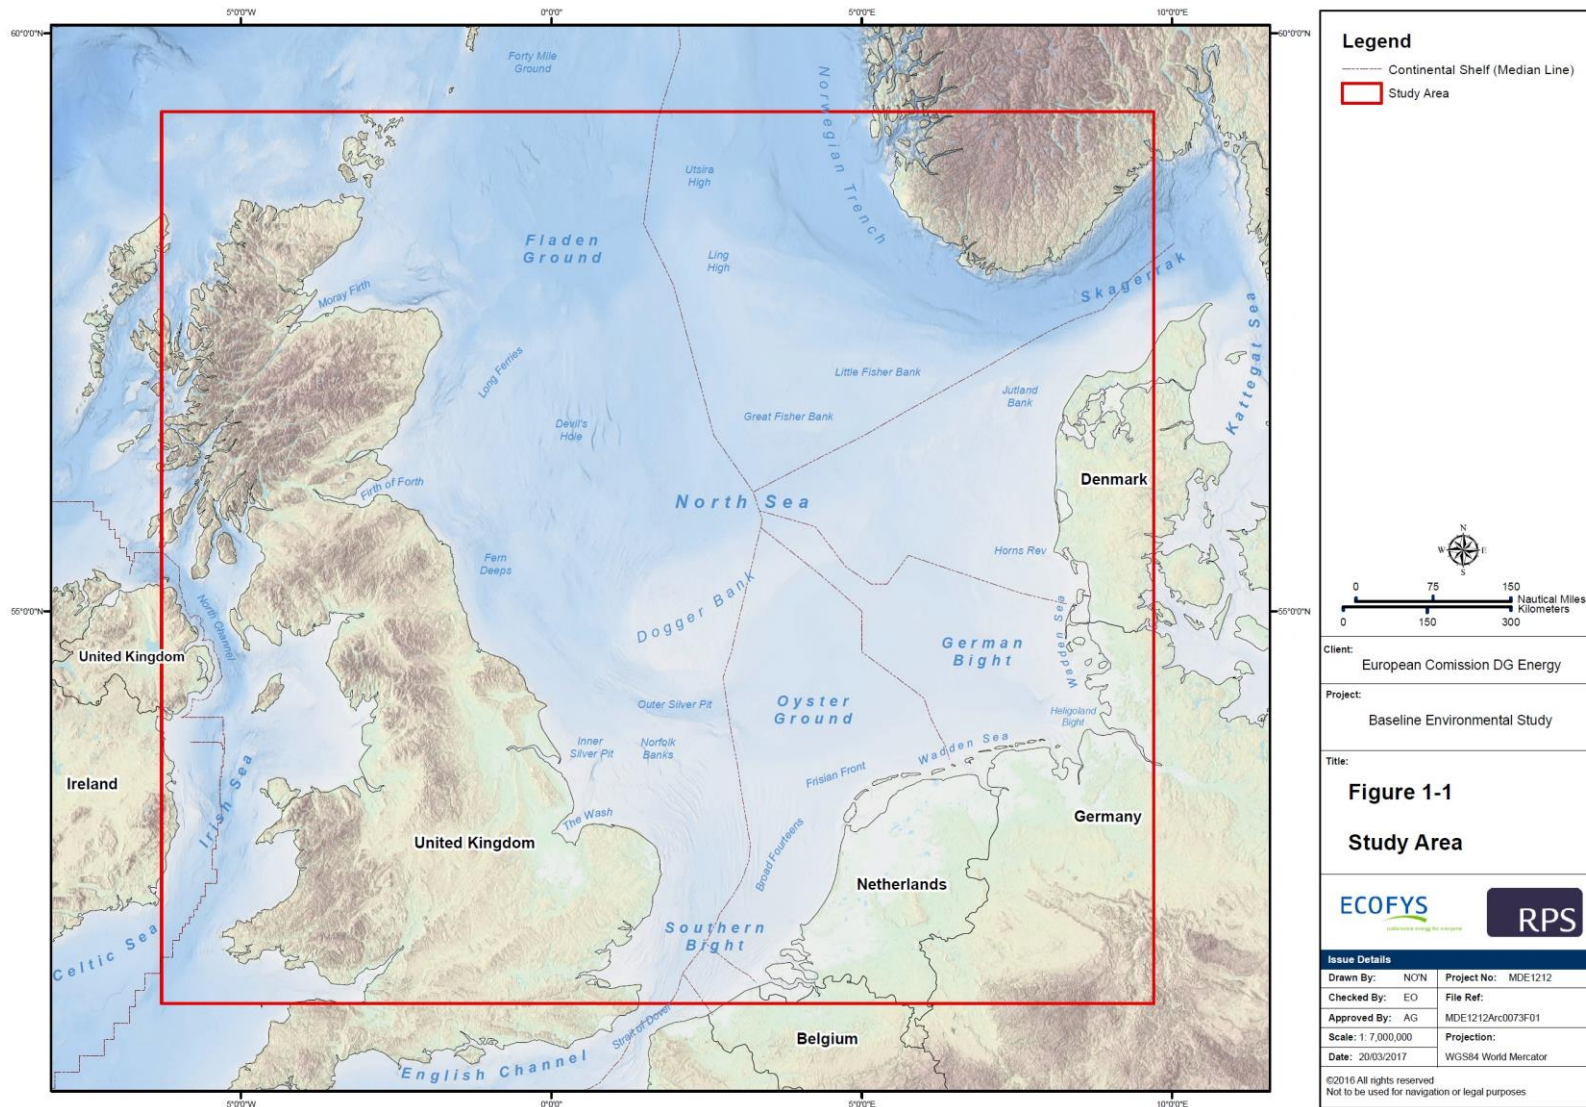 5°0'0"W
0°0'0"
5°0'0"E
10°0'0"E
60°0'0"N
60°0'0"N
Forty Mile
Ground
Norwegian Trench
Utsira
High
Fladen
Ground
Ling
High
Skagerrak
Moray Firth
Kattegat Sea
Long Ferries
Little Fisher Bank
Jutland
Bank
Great Fisher Bank
Devil's
Hole
Denmark
Firth of Forth
North Sea
Horns Rev
Fern
Deeps
Dogger Bank
55°0'0"N
55°0'0"N
North Channel
Wadden Sea
United Kingdom
German
Bight
Outer Silver Pit
Oyster
Ground
Heligoland
Bight
Inner
Silver Pit
Norfolk
Banks
Wadden Sea
Frisian Front
Ireland
Irish Sea
The Wash
Germany
United Kingdom
Broad Fourteens
Netherlands
Southern
Bight
Celtic Sea
Strait of Dover
Belgium
English Channel
5°0'0"W
0°0'0"
5°0'0"E
10°0'0"E
Legend
Continental Shelf (Median Line)
Study Area
N
W
E
S
0 75 150
Nautical Miles
Kilometers
0 150 300
Client:
European Comission DG Energy
Project:
Baseline Environmental Study
Title:
Figure 1-1
Study Area
ECOFYS
sustainable energy for everyone
RPS
Issue Details
Drawn By: NO'N Project No: MDE1212
Checked By: EO File Ref:
Approved By: AG MDE1212Arc0073F01
Scale: 1: 7,000,000 Projection:
Date: 20/03/2017 WGS84 World Mercator
©2016 All rights reserved
Not to be used for navigation or legal purposes